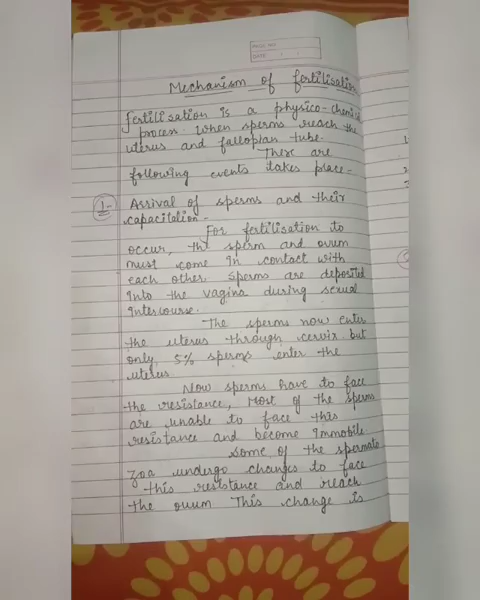 PAGE NO.
DATE: / /
Mechanism of fertilisation
fertilisation is a physico-chemical
process. When sperms reach the
uterus and fallopian tube.
There are
following events takes place-
1.- Arrival of sperms and their
capacitation-
For fertilisation to
occur, the sperm and ovum
must come in contact with
each other. Sperms are deposited
into the vagina during sexual
intercourse.
The sperms now enter
the uterus through cervix but
only 5% sperms enter the
uterus.
Now sperms have to face
the resistance, Most of the sperms
are unable to face this
resistance and become immobile.
Some of the spermato
zoa undergo changes to face
this resistance and reach
the ovum This change is